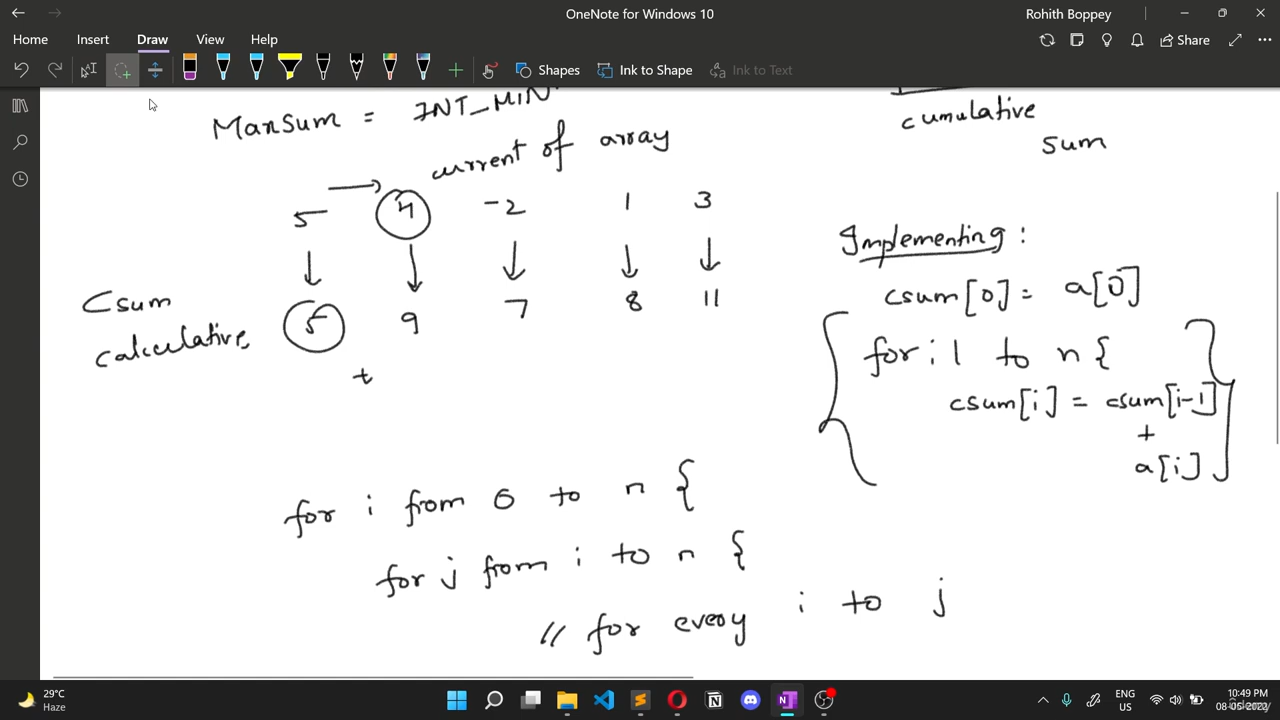 OneNote for Windows 10
Rohith Boppey
Home Insert Draw View Help
Share
Shapes Ink to Shape Ink to Text
MaxSum = INT_MIN
cumulative
sum
current of array
5 4 -2 1 3
Csum
calculative
5 9 7 8 11
t
Implementing :
csum[0] = a[0]
for i 1 to n {
csum[i] = csum[i-1]
+
a[i]
}
for i from 0 to n {
for j from i to n {
// for every i to j
29°C
Haze
ENG
US
10:49 PM
08-05-2022